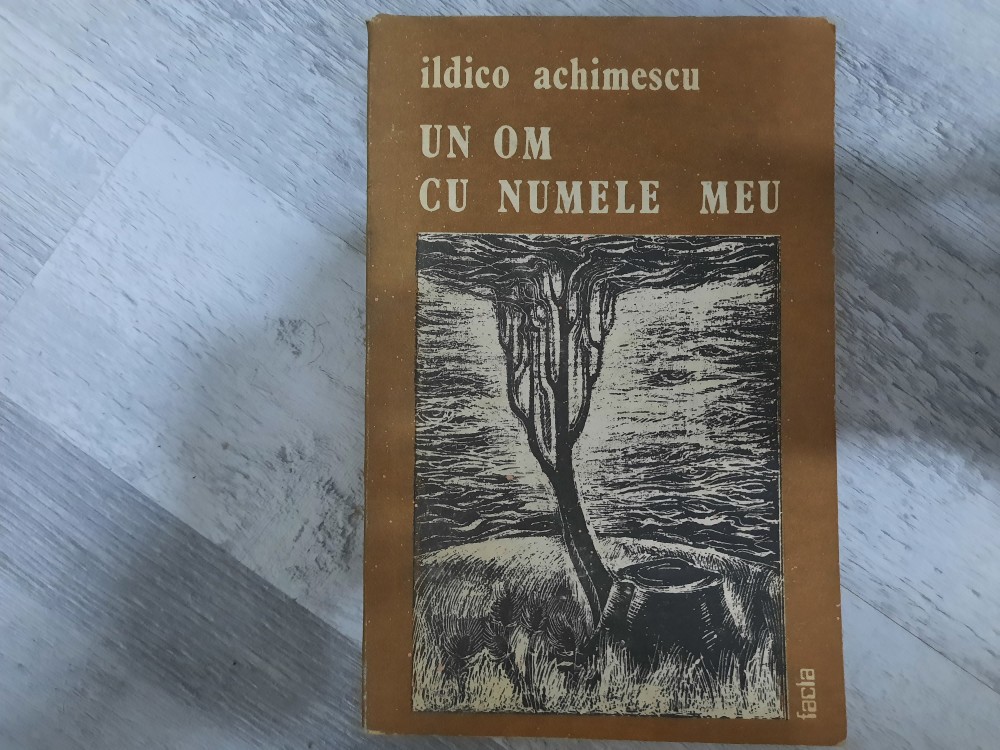 ildico achimescu
UN OM
CU NUMELE MEU
facla